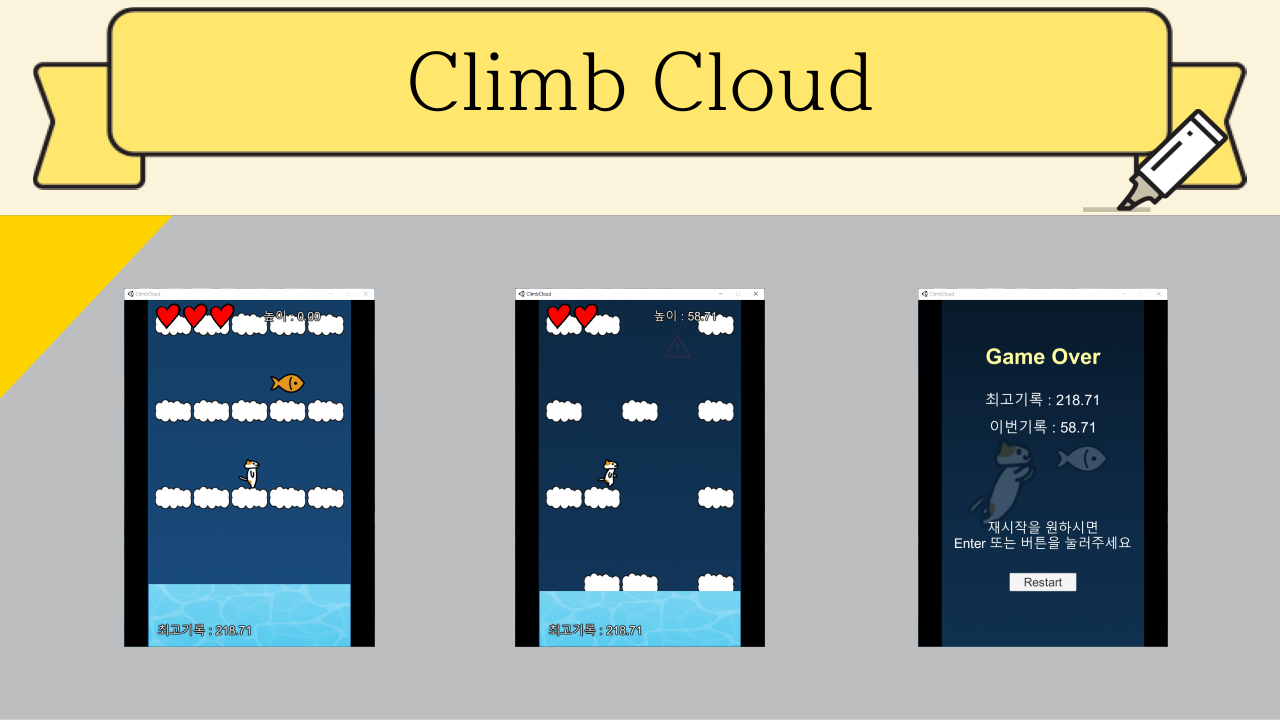 Climb Cloud
ClimbCloud
높이 : 0.00
최고기록 : 218.71
ClimbCloud
높이 : 58.71
최고기록 : 218.71
ClimbCloud
Game Over
최고기록 : 218.71
이번기록 : 58.71
재시작을 원하시면
Enter 또는 버튼을 눌러주세요
Restart